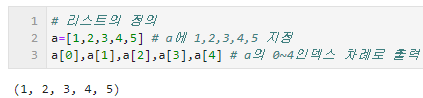 1 # 리스트의 정의
2 a=[1,2,3,4,5] # a에 1,2,3,4,5 지정
3 a[0],a[1],a[2],a[3],a[4] # a의 0~4인덱스 차례로 출력
(1, 2, 3, 4, 5)